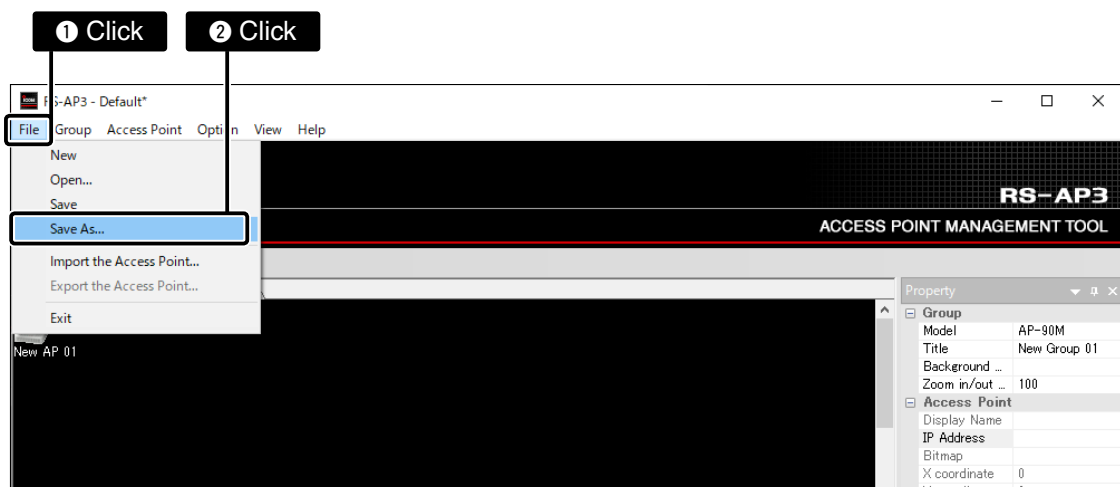 ❶ Click
❷ Click
RS-AP3 - Default*
File Group Access Point Option View Help
New
Open...
Save
Save As...
Import the Access Point...
Export the Access Point...
Exit
RS-AP3
ACCESS POINT MANAGEMENT TOOL
New AP 01
Property
Group
Model AP-90M
Title New Group 01
Background ...
Zoom in/out ... 100
Access Point
Display Name
IP Address
Bitmap
X coordinate 0